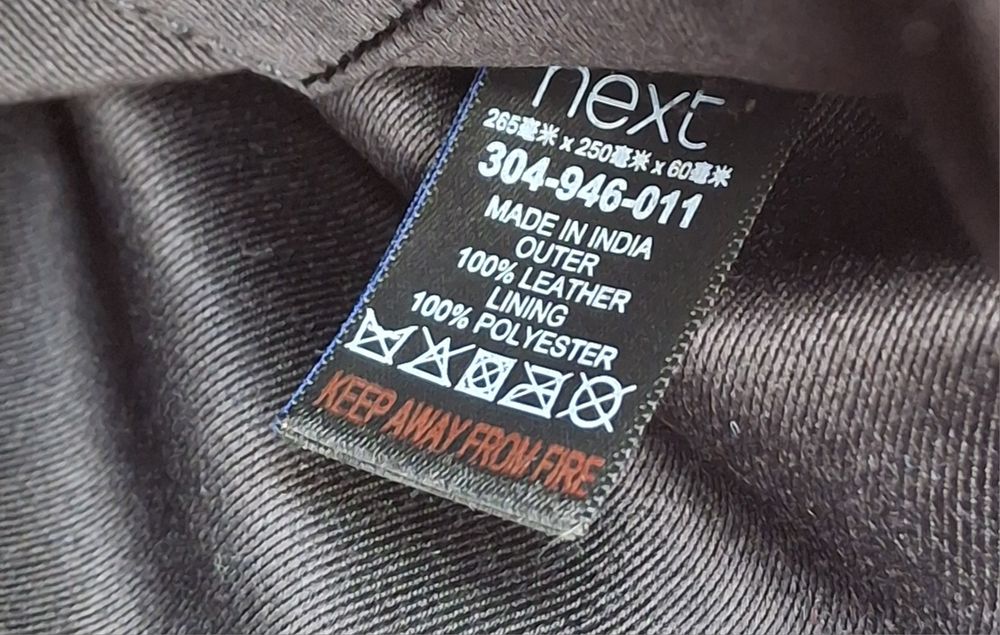 next
265毫米 x 250毫米 x 60毫米
304-946-011
MADE IN INDIA
OUTER
100% LEATHER
LINING
100% POLYESTER
KEEP AWAY FROM FIRE